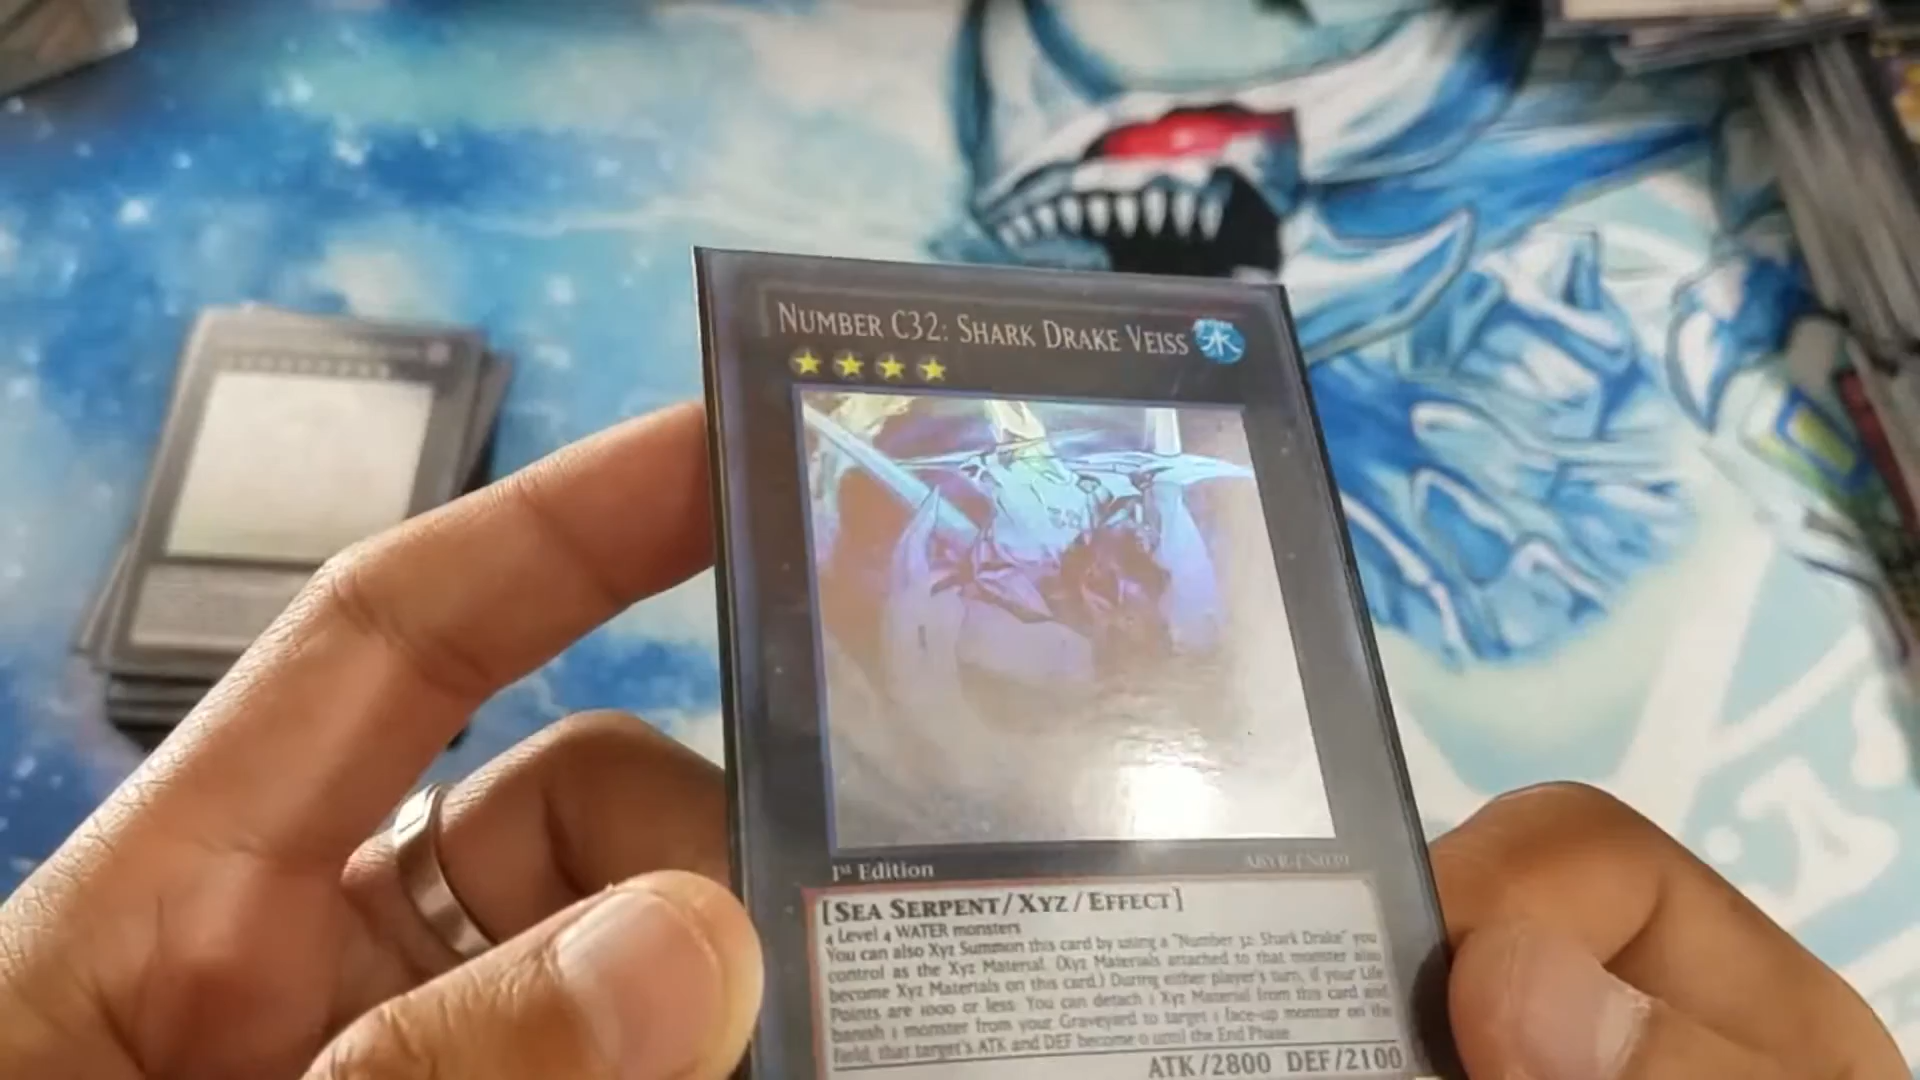 NUMBER C32: SHARK DRAKE VEISS
水
1st Edition
ABYR-EN039
[SEA SERPENT/XYZ/EFFECT]
4 Level 4 WATER monsters
You can also Xyz Summon this card by using a "Number 32: Shark Drake" you
control as the Xyz Material. (Xyz Materials attached to that monster also
become Xyz Materials on this card.) During either player's turn, if your Life
Points are 1000 or less: You can detach 1 Xyz Material from this card and
banish 1 monster from your Graveyard to target 1 face-up monster on the
field, that target's ATK and DEF become 0 until the End Phase.
ATK/2800 DEF/2100